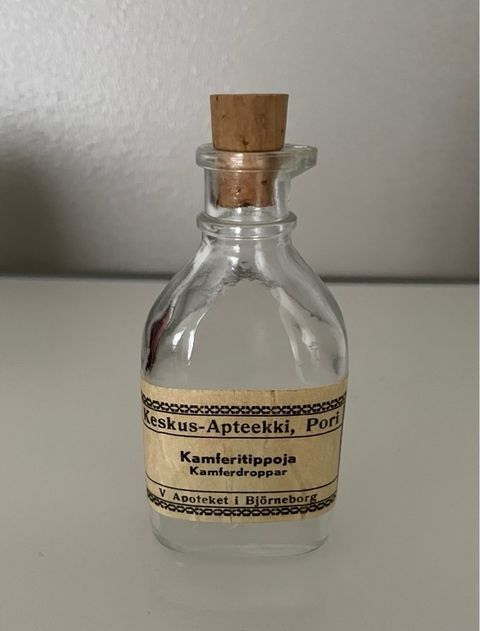 Keskus-Apteekki, Pori
Kamferitippoja
Kamferdroppar
V Apoteket i Björneborg